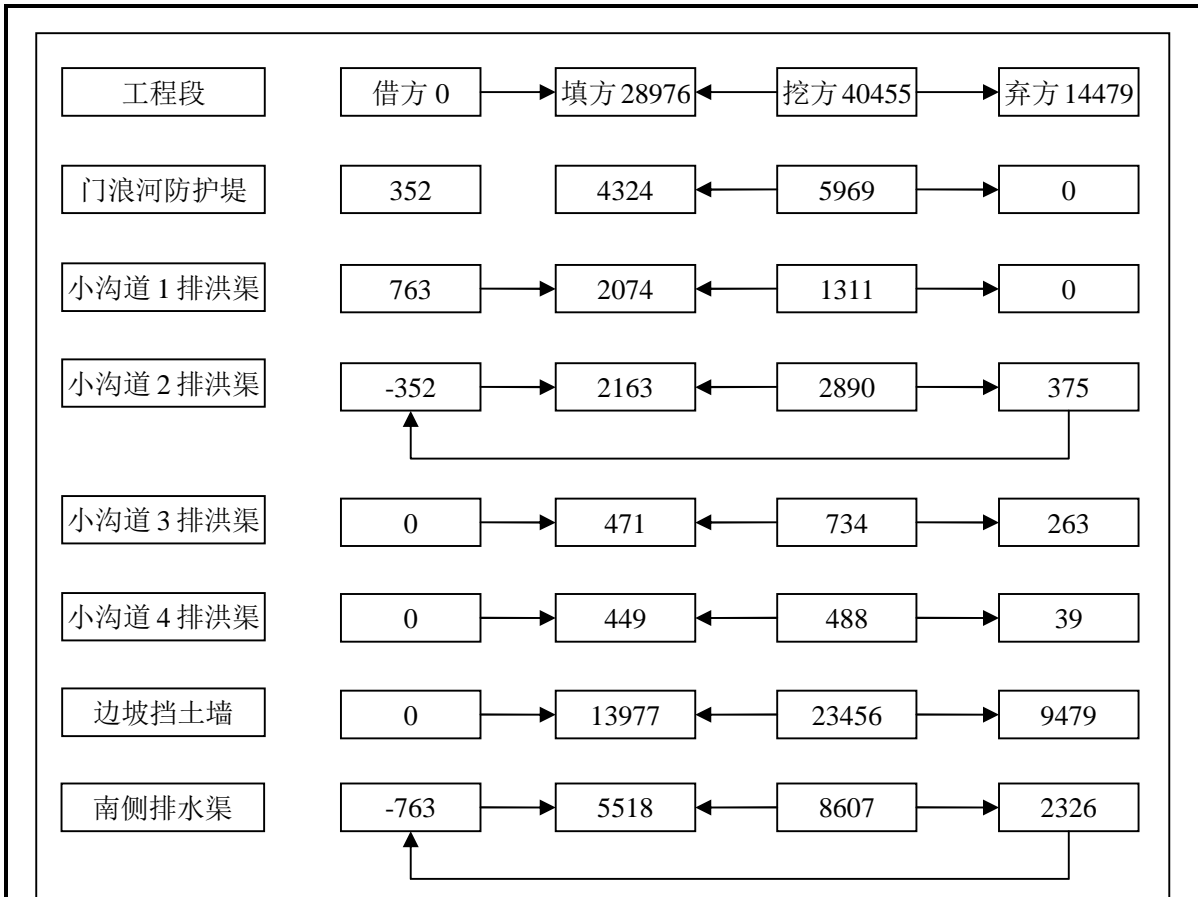 工程段 借方 0 填方 28976 挖方 40455 弃方 14479
门浪河防护堤 352 4324 5969 0
小沟道 1 排洪渠 763 2074 1311 0
小沟道 2 排洪渠 -352 2163 2890 375
小沟道 3 排洪渠 0 471 734 263
小沟道 4 排洪渠 0 449 488 39
边坡挡土墙 0 13977 23456 9479
南侧排水渠 -763 5518 8607 2326